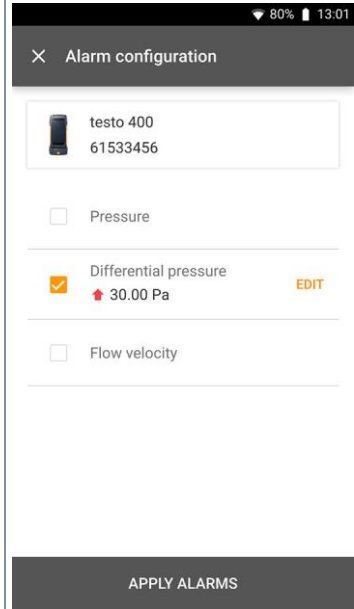 80% 13:01
Alarm configuration
testo 400
61533456
Pressure
Differential pressure
30.00 Pa
EDIT
Flow velocity
APPLY ALARMS